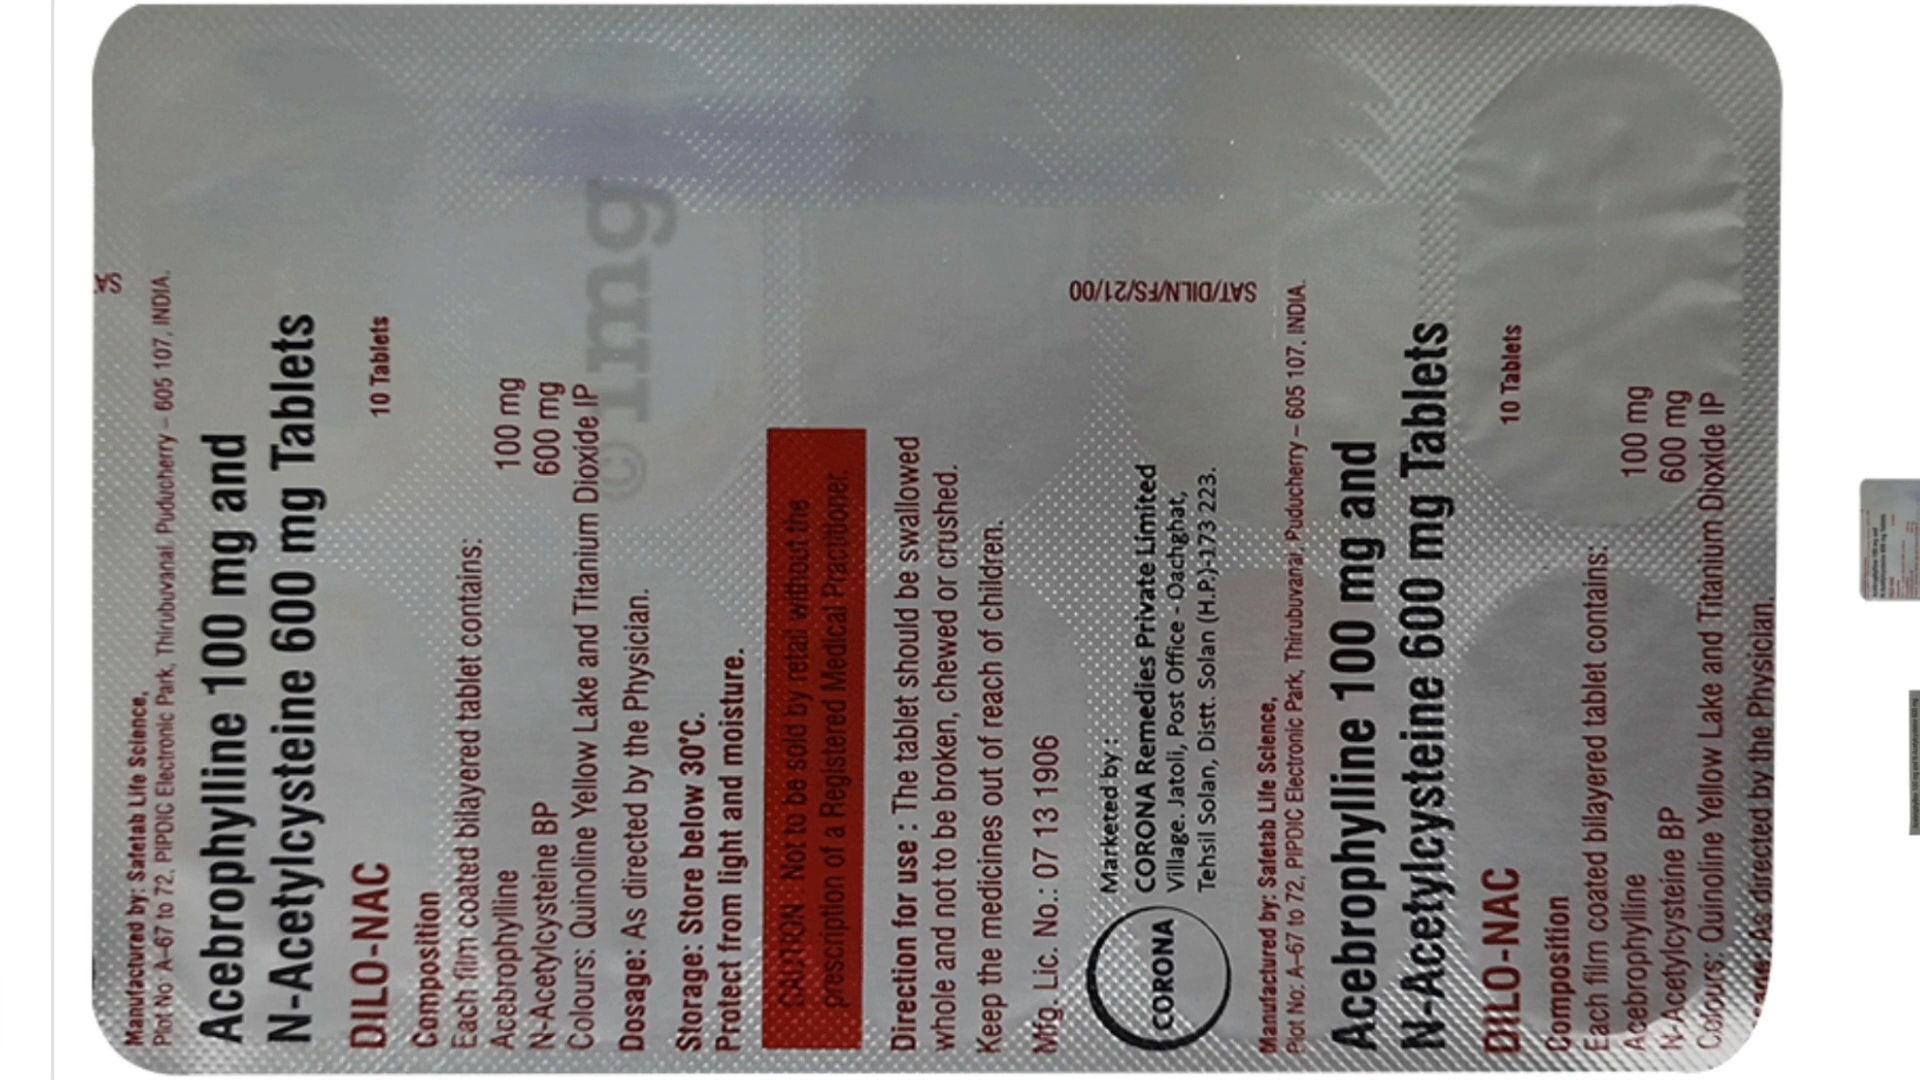 SA
Manufactured by: Safetab Life Science,
Plot No: A-67 to 72, PIPDIC Electronic Park, Thirubuvanai, Puducherry – 605 107, INDIA.
Acebrophylline 100 mg and
N-Acetylcysteine 600 mg Tablets
DILO-NAC 10 Tablets
Composition
Each film coated bilayered tablet contains:
Acebrophylline 100 mg
N-Acetylcysteine BP 600 mg
Colours: Quinoline Yellow Lake and Titanium Dioxide IP
Dosage: As directed by the Physician.
Storage: Store below 30°C.
Protect from light and moisture.
CAUTION : Not to be sold by retail without the
prescription of a Registered Medical Practitioner.
Direction for use : The tablet should be swallowed
whole and not to be broken, chewed or crushed.
Keep the medicines out of reach of children.
Mfg. Lic. No.: 07 13 1906
Marketed by :
CORONA Remedies Private Limited
Village. Jatoli, Post Office - Oachghat,
Tehsil Solan, Distt. Solan (H.P.)-173 223.
CORONA
SAT/DILN/FS/21/00
Manufactured by: Safetab Life Science,
Plot No: A-67 to 72, PIPDIC Electronic Park, Thirubuvanai, Puducherry – 605 107, INDIA.
Acebrophylline 100 mg and
N-Acetylcysteine 600 mg Tablets
DILO-NAC 10 Tablets
Composition
Each film coated bilayered tablet contains:
Acebrophylline 100 mg
N-Acetylcysteine BP 600 mg
Colours: Quinoline Yellow Lake and Titanium Dioxide IP
As directed by the Physician.
©img